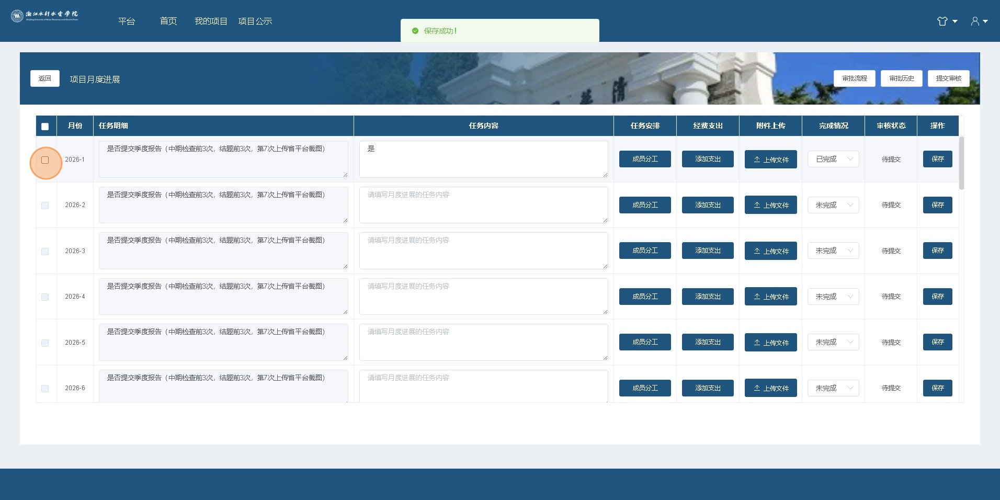 浙江水利水电学院
Zhejiang University of Water Resources and Electric Power
平台 首页 我的项目 项目公示
保存成功!
返回 项目月度进展 审批流程 审批历史 提交审核
月份 任务明细 任务内容 任务安排 经费支出 附件上传 完成情况 审核状态 操作
2026-1 是否提交季度报告（中期检查前3次，结题前3次，第7次上传省平台截图） 是 成员分工 添加支出 上传文件 已完成 待提交 保存
2026-2 是否提交季度报告（中期检查前3次，结题前3次，第7次上传省平台截图） 请填写月度进展的任务内容 成员分工 添加支出 上传文件 未完成 待提交 保存
2026-3 是否提交季度报告（中期检查前3次，结题前3次，第7次上传省平台截图） 请填写月度进展的任务内容 成员分工 添加支出 上传文件 未完成 待提交 保存
2026-4 是否提交季度报告（中期检查前3次，结题前3次，第7次上传省平台截图） 请填写月度进展的任务内容 成员分工 添加支出 上传文件 未完成 待提交 保存
2026-5 是否提交季度报告（中期检查前3次，结题前3次，第7次上传省平台截图） 请填写月度进展的任务内容 成员分工 添加支出 上传文件 未完成 待提交 保存
2026-6 是否提交季度报告（中期检查前3次，结题前3次，第7次上传省平台截图） 请填写月度进展的任务内容 成员分工 添加支出 上传文件 未完成 待提交 保存